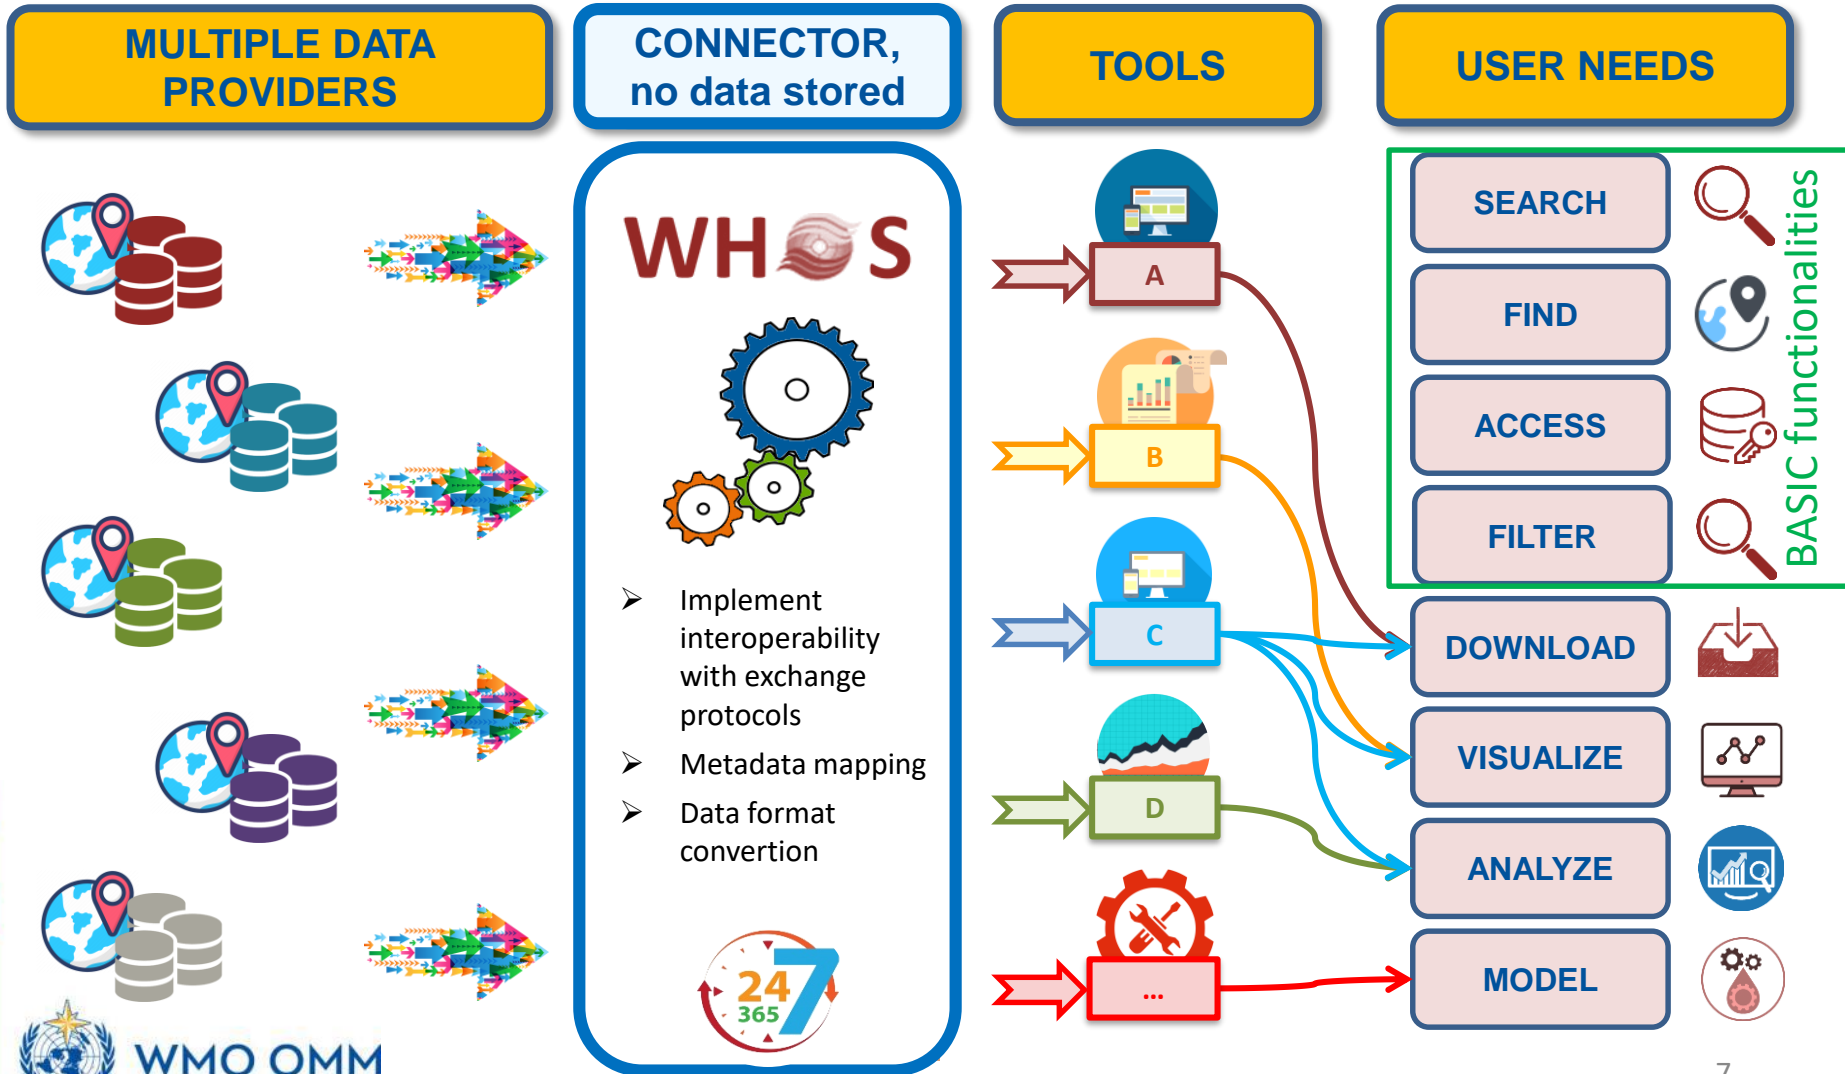 MULTIPLE DATA
PROVIDERS
CONNECTOR,
no data stored
TOOLS
USER NEEDS
WHOS
➢ Implement
interoperability
with exchange
protocols
➢ Metadata mapping
➢ Data format
convertion
24
7
365
A
B
C
D
...
SEARCH
FIND
ACCESS
FILTER
BASIC functionalities
DOWNLOAD
VISUALIZE
ANALYZE
MODEL
WMO OMM
7